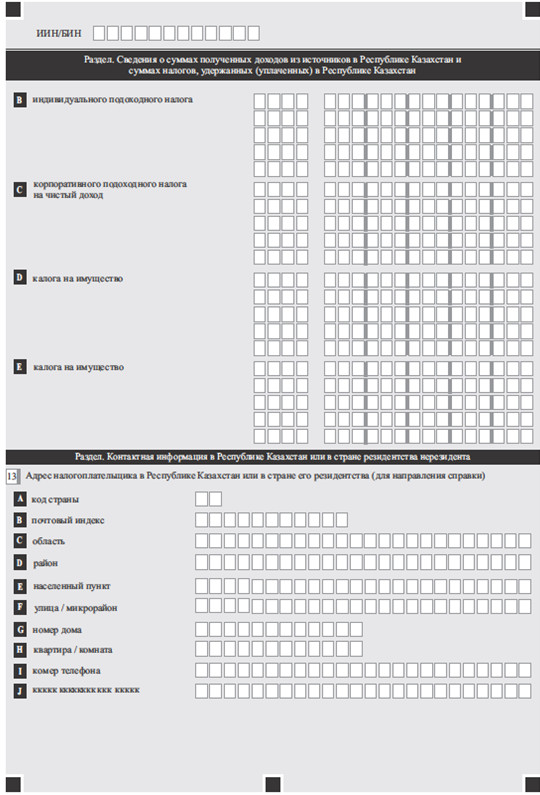 ИИН/БИН
Раздел. Сведения о суммах полученных доходов из источников в Республике Казахстан и
суммах налогов, удержанных (уплаченных) в Республике Казахстан
B индивидуального подоходного налога
C корпоративного подоходного налога
на чистый доход
D калога на имущество
E калога на имущество
Раздел. Контактная информация в Республике Казахстан или в стране резидентства нерезидента
13 Адрес налогоплательщика в Республике Казахстан или в стране его резидентства (для направления справки)
A код страны
B почтовый индекс
C область
D район
E населенный пункт
F улица / микрорайон
G номер дома
H квартира / комната
I комер телефона
J ккккк кккккккк ккк ккккк